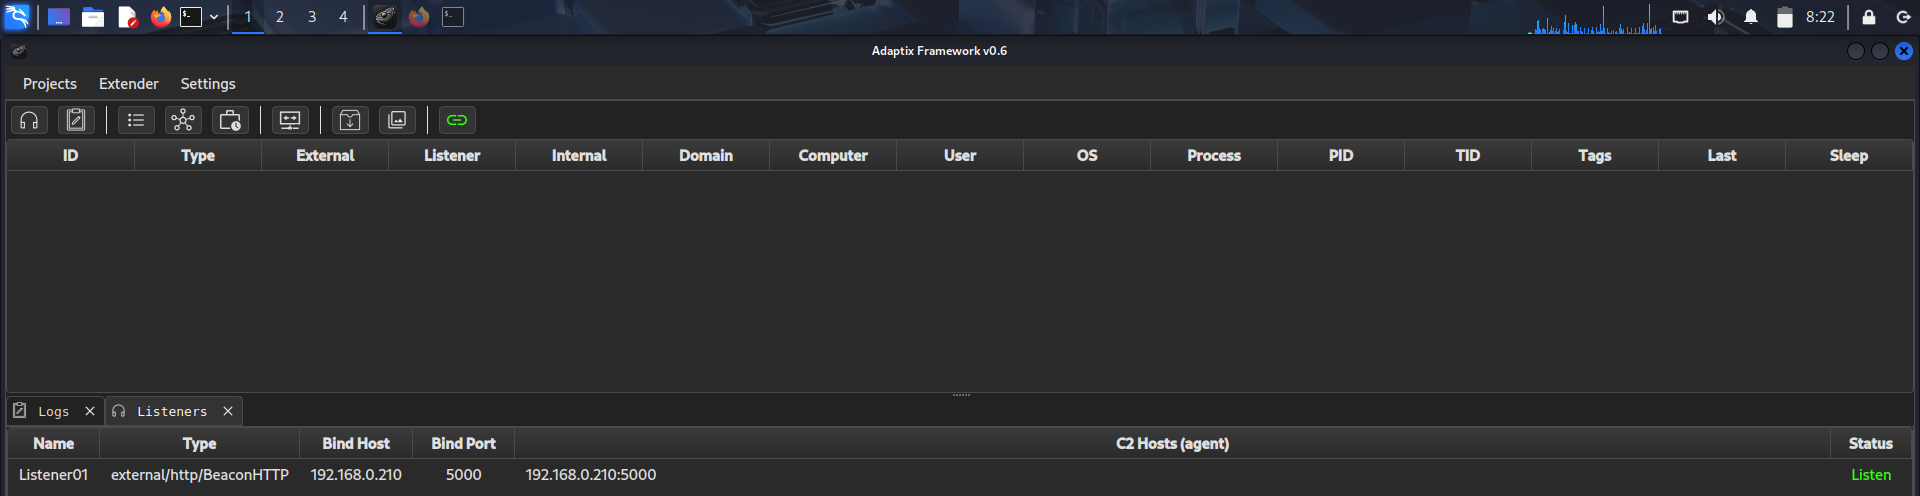 1 2 3 4 8:22
Adaptix Framework v0.6
Projects Extender Settings
ID Type External Listener Internal Domain Computer User OS Process PID TID Tags Last Sleep
Logs Listeners
Name Type Bind Host Bind Port C2 Hosts (agent) Status
Listener01 external/http/BeaconHTTP 192.168.0.210 5000 192.168.0.210:5000 Listen